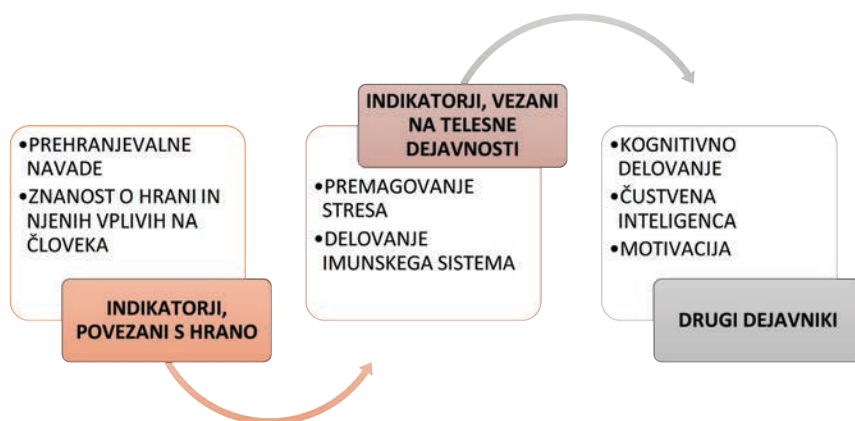 •PREHRANJEVALNE
NAVADE
•ZNANOST O HRANI IN
NJENIH VPLIVIH NA
ČLOVEKA
INDIKATORJI,
POVEZANI S HRANO
INDIKATORJI, VEZANI
NA TELESNE
DEJAVNOSTI
•PREMAGOVANJE
STRESA
•DELOVANJE
IMUNSKEGA SISTEMA
•KOGNITIVNO
DELOVANJE
•ČUSTVENA
INTELIGENCA
•MOTIVACIJA
DRUGI DEJAVNIKI